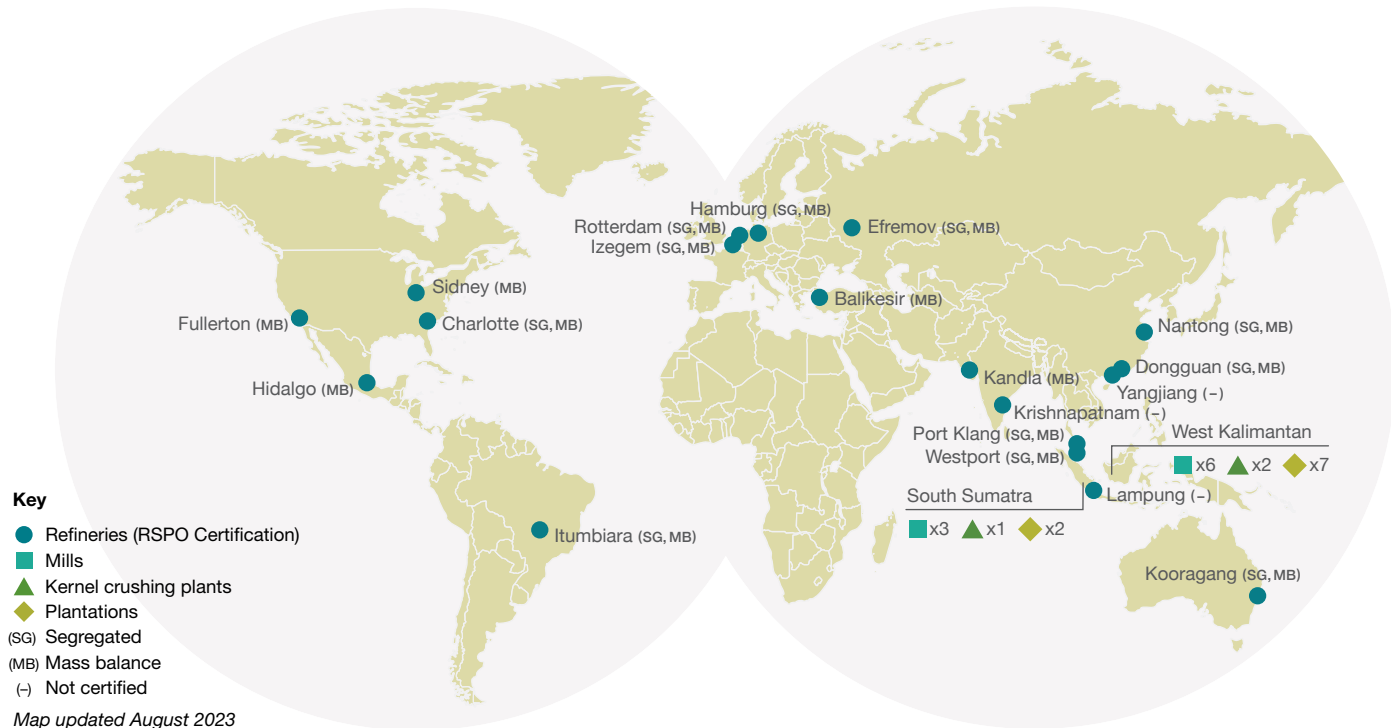 Hamburg (SG, MB)
Rotterdam (SG, MB)
Izegem (SG, MB)
Efremov (SG, MB)
Sidney (MB)
Balikesir (MB)
Fullerton (MB)
Charlotte (SG, MB)
Nantong (SG, MB)
Hidalgo (MB)
Kandla (MB)
Dongguan (SG, MB)
Yangjiang (–)
Krishnapatnam (–)
Port Klang (SG, MB)
Westport (SG, MB)
West Kalimantan
x6 x2 x7
South Sumatra
x3 x1 x2
Lampung (–)
Itumbiara (SG, MB)
Kooragang (SG, MB)
Key
Refineries (RSPO Certification)
Mills
Kernel crushing plants
Plantations
(SG) Segregated
(MB) Mass balance
(–) Not certified
Map updated August 2023